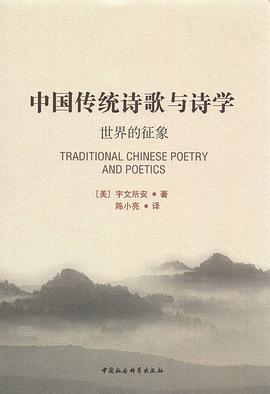 中国传统诗歌与诗学
世界的征象
TRADITIONAL CHINESE POETRY
AND POETICS
[美] 宇文所安 * 著
陈小亮 * 译
中国社会科学出版社